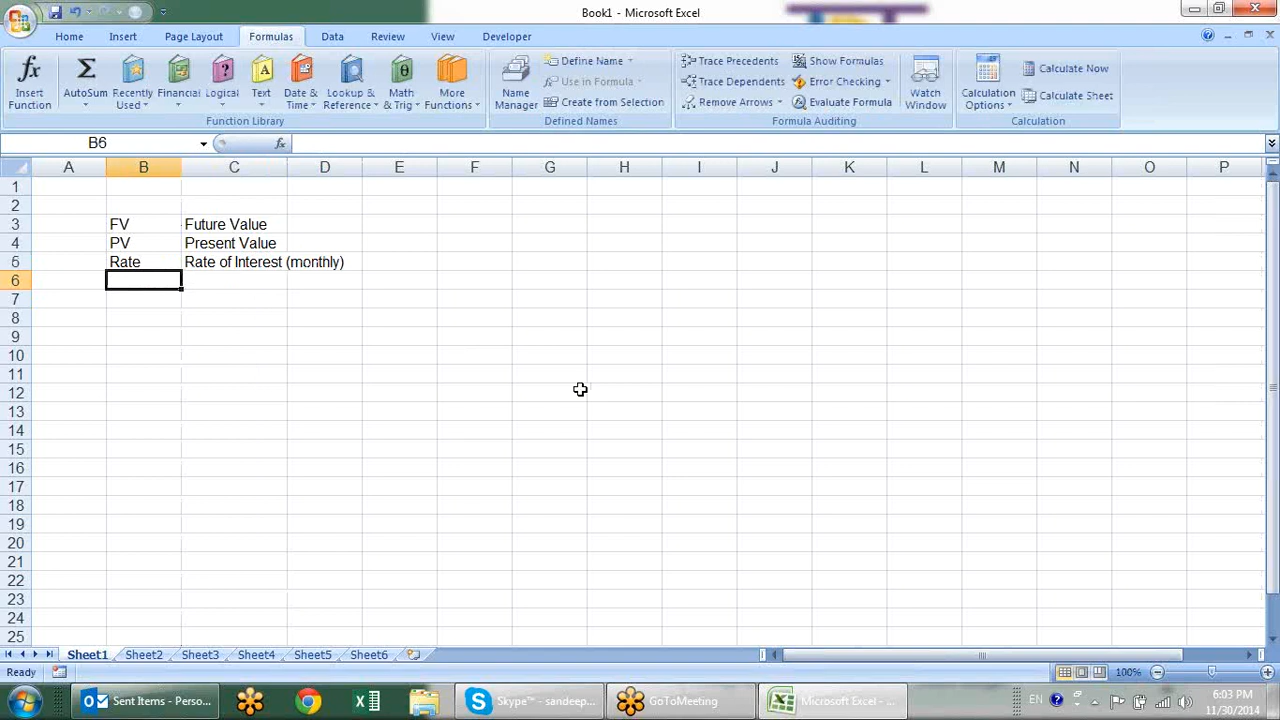 Book1 - Microsoft Excel
Home Insert Page Layout Formulas Data Review View Developer
Insert Function
AutoSum
Recently Used
Financial
Logical
Text
Date & Time
Lookup & Reference
Math & Trig
More Functions
Function Library
Name Manager
Define Name
Use in Formula
Create from Selection
Defined Names
Trace Precedents
Trace Dependents
Remove Arrows
Show Formulas
Error Checking
Evaluate Formula
Formula Auditing
Watch Window
Calculation Options
Calculate Now
Calculate Sheet
Calculation
B6 fx
A B C D E F G H I J K L M N O P
1
2
3 FV Future Value
4 PV Present Value
5 Rate Rate of Interest (monthly)
6
7
8
9
10
11
12
13
14
15
16
17
18
19
20
21
22
23
24
25
Sheet1 Sheet2 Sheet3 Sheet4 Sheet5 Sheet6
Ready 100%
Sent Items - Perso... Skype™ - sandeep... GoToMeeting Microsoft Excel - ... EN 6:03 PM
11/30/2014